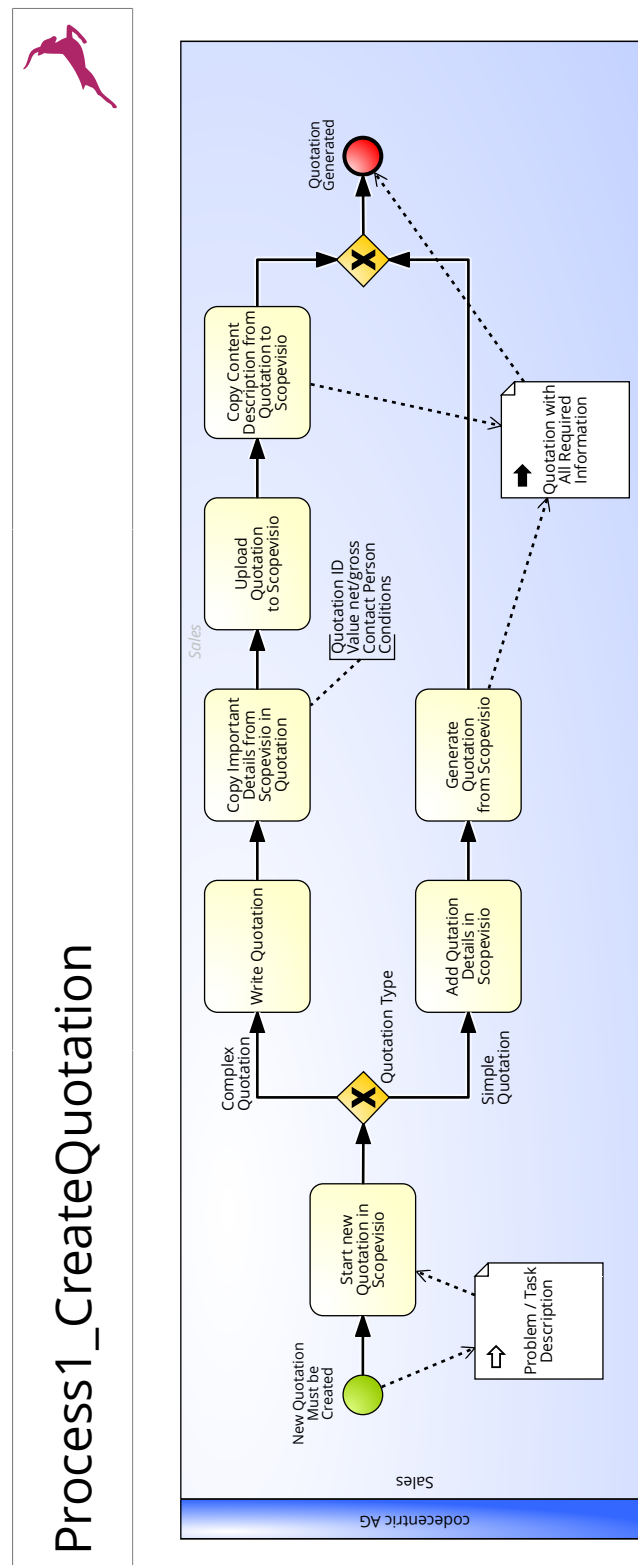 Process1_CreateQuotation
codecentric AG
Sales
Sales
New Quotation
Must be
Created
Problem / Task
Description
Start new
Quotation in
Scopevisio
Quotation Type
Complex
Quotation
Write Quotation
Copy Important
Details from
Scopevisio in
Quotation
Quotation ID
Value net/gross
Contact Person
Conditions
Upload
Quotation
to Scopevisio
Copy Content
Description from
Quotation to
Scopevisio
Simple
Quotation
Add Qutation
Details in
Scopevisio
Generate
Quotation
from Scopevisio
Quotation with
All Required
Information
Quotation
Generated